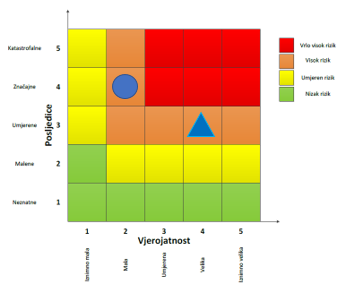 Katastrofalne 5
Značajne 4
Umjerene 3
Malene 2
Neznatne 1
Posljedice
1 2 3 4 5
Vjerojatnost
Iznimno mala
Mala
Umjerena
Velika
Iznimno velika
Vrlo visok rizik
Visok rizik
Umjeren rizik
Nizak rizik